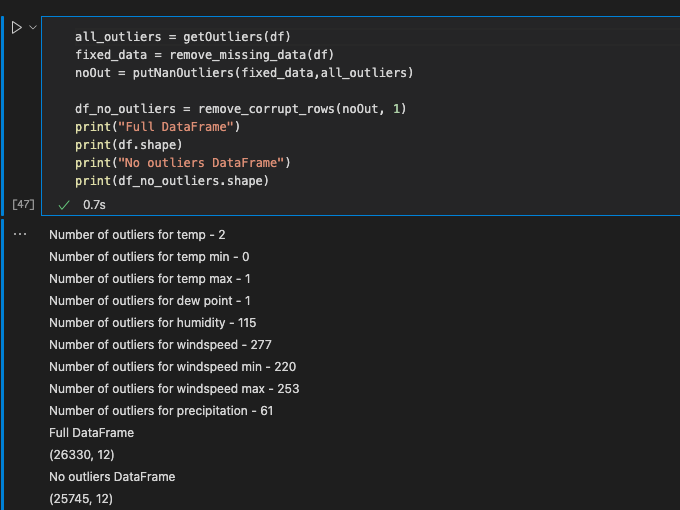 all_outliers = getOutliers(df)
fixed_data = remove_missing_data(df)
noOut = putNanOutliers(fixed_data,all_outliers)
df_no_outliers = remove_corrupt_rows(noOut, 1)
print("Full DataFrame")
print(df.shape)
print("No outliers DataFrame")
print(df_no_outliers.shape)
[47] ✓ 0.7s
... Number of outliers for temp - 2
Number of outliers for temp min - 0
Number of outliers for temp max - 1
Number of outliers for dew point - 1
Number of outliers for humidity - 115
Number of outliers for windspeed - 277
Number of outliers for windspeed min - 220
Number of outliers for windspeed max - 253
Number of outliers for precipitation - 61
Full DataFrame
(26330, 12)
No outliers DataFrame
(25745, 12)